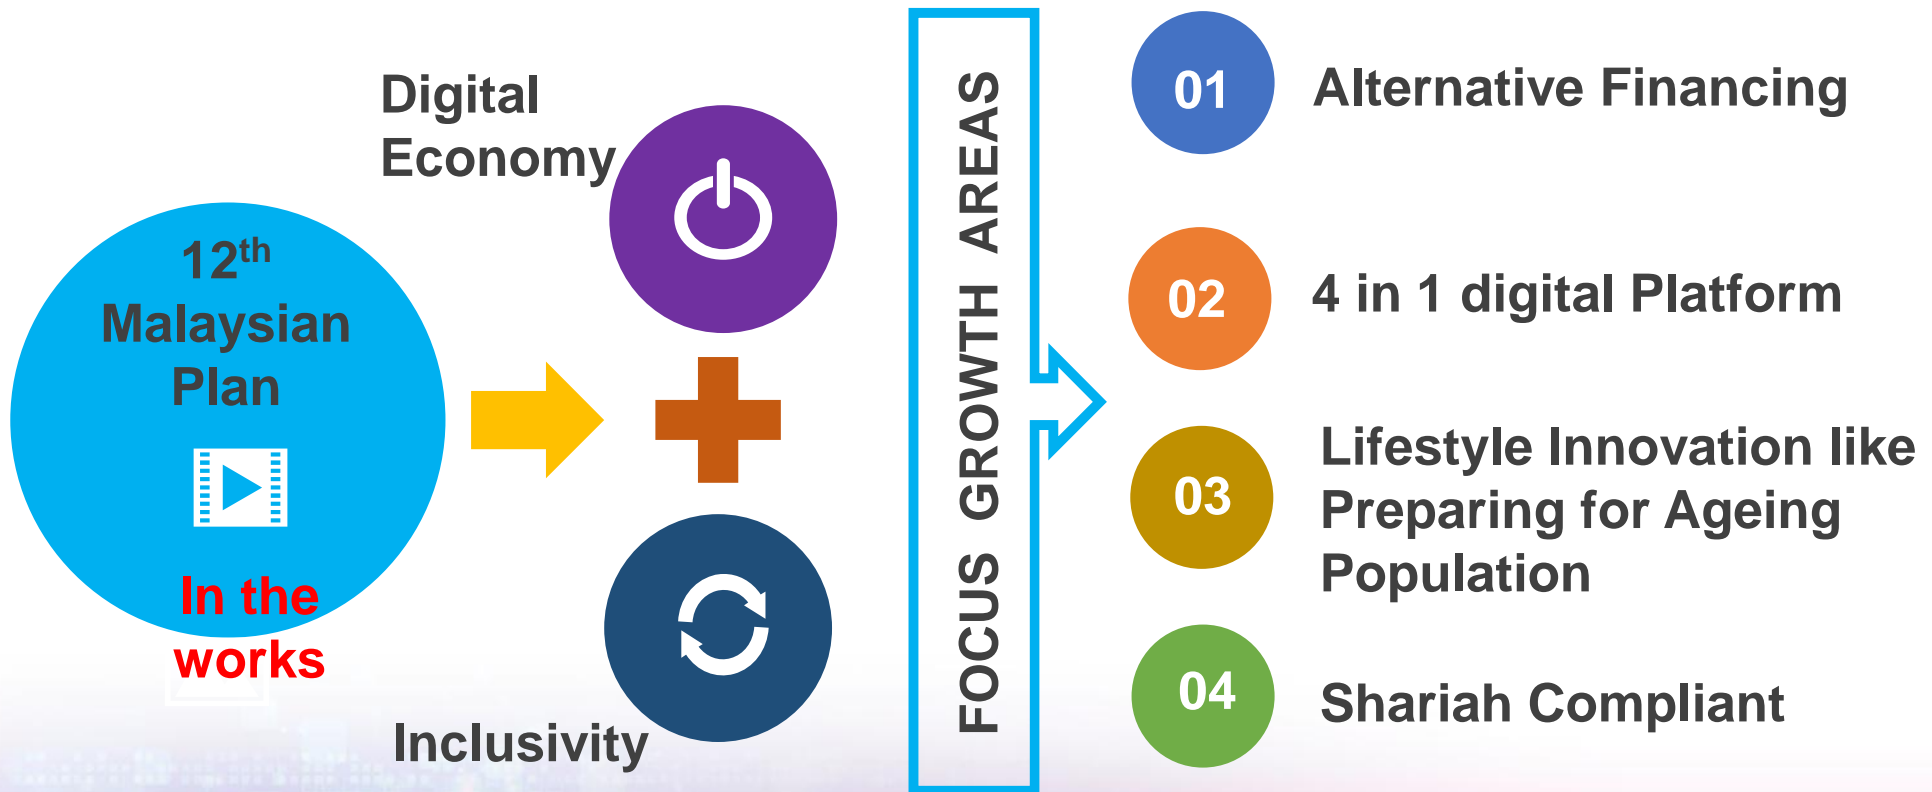 12th
Malaysian
Plan
In the
works
Digital
Economy
Inclusivity
FOCUS GROWTH AREAS
01
Alternative Financing
02
4 in 1 digital Platform
03
Lifestyle Innovation like
Preparing for Ageing
Population
04
Shariah Compliant